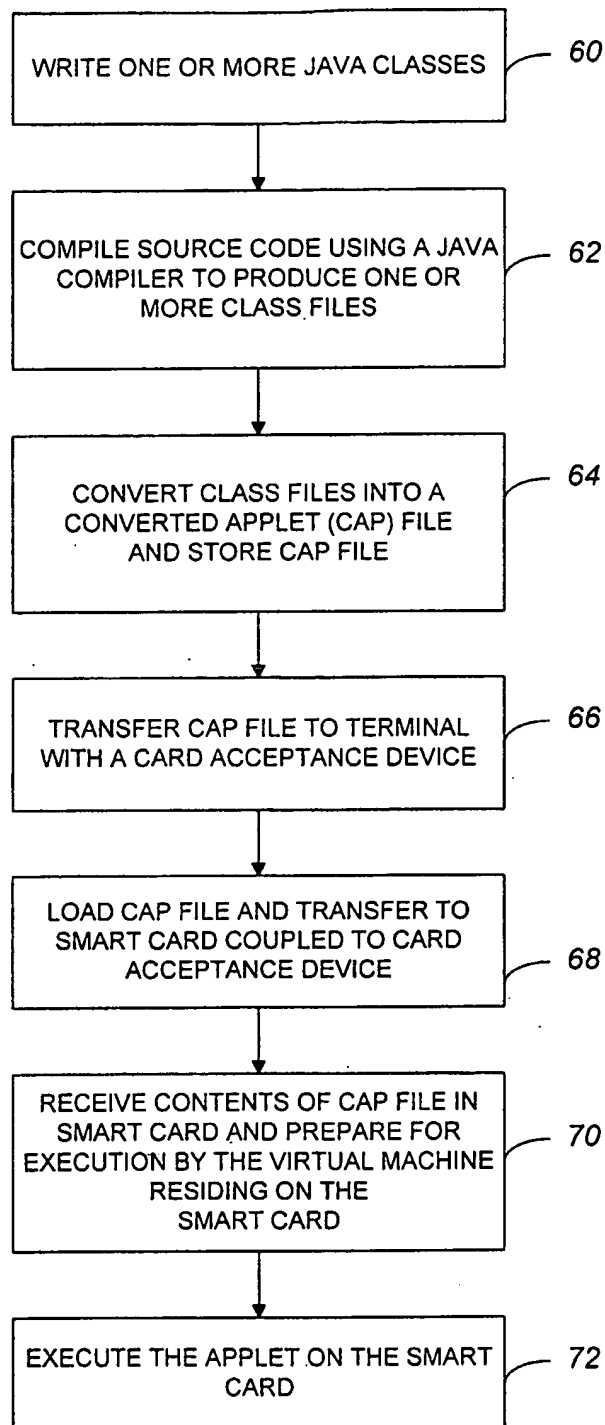 WRITE ONE OR MORE JAVA CLASSES
60
COMPILE SOURCE CODE USING A JAVA
COMPILER TO PRODUCE ONE OR
MORE CLASS FILES
62
CONVERT CLASS FILES INTO A
CONVERTED APPLET (CAP) FILE
AND STORE CAP FILE
64
TRANSFER CAP FILE TO TERMINAL
WITH A CARD ACCEPTANCE DEVICE
66
LOAD CAP FILE AND TRANSFER TO
SMART CARD COUPLED TO CARD
ACCEPTANCE DEVICE
68
RECEIVE CONTENTS OF CAP FILE IN
SMART CARD AND PREPARE FOR
EXECUTION BY THE VIRTUAL MACHINE
RESIDING ON THE
SMART CARD
70
EXECUTE THE APPLET ON THE SMART
CARD
72